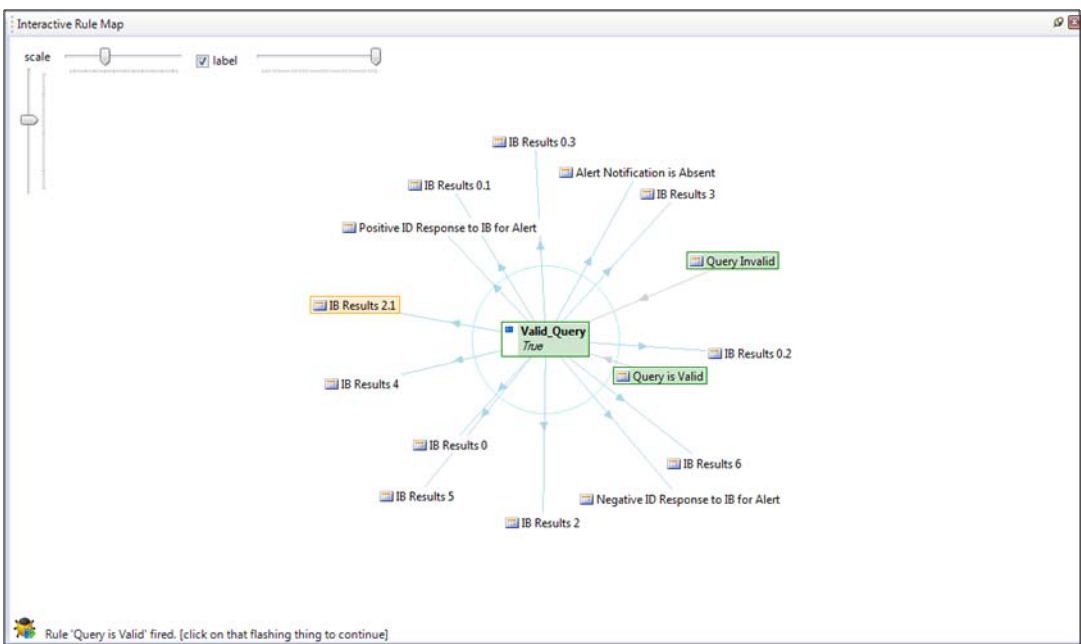 Interactive Rule Map
scale
label
IB Results 0.3
Alert Notification is Absent
IB Results 0.1
IB Results 3
Positive ID Response to IB for Alert
Query Invalid
IB Results 2.1
Valid_Query
True
IB Results 0.2
Query is Valid
IB Results 4
IB Results 0
IB Results 6
IB Results 5
Negative ID Response to IB for Alert
IB Results 2
Rule 'Query is Valid' fired. [click on that flashing thing to continue]